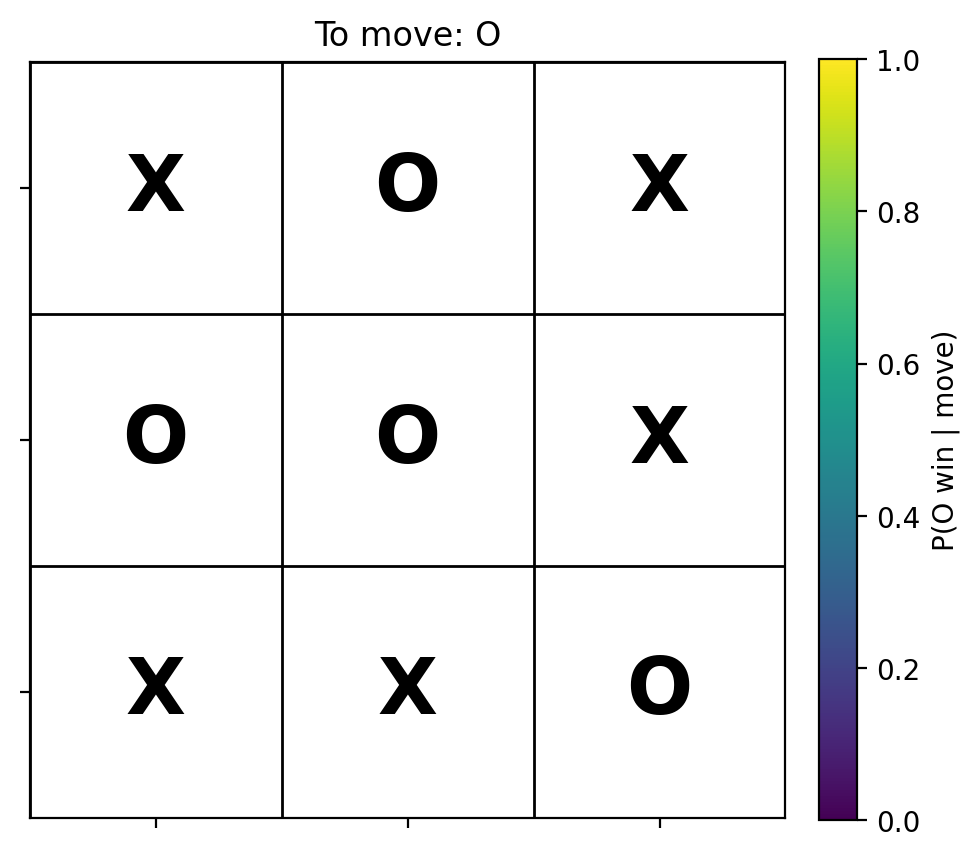 To move: O
X O X
O O X
X X O
1.0
0.8
0.6
0.4
0.2
0.0
P(O win | move)